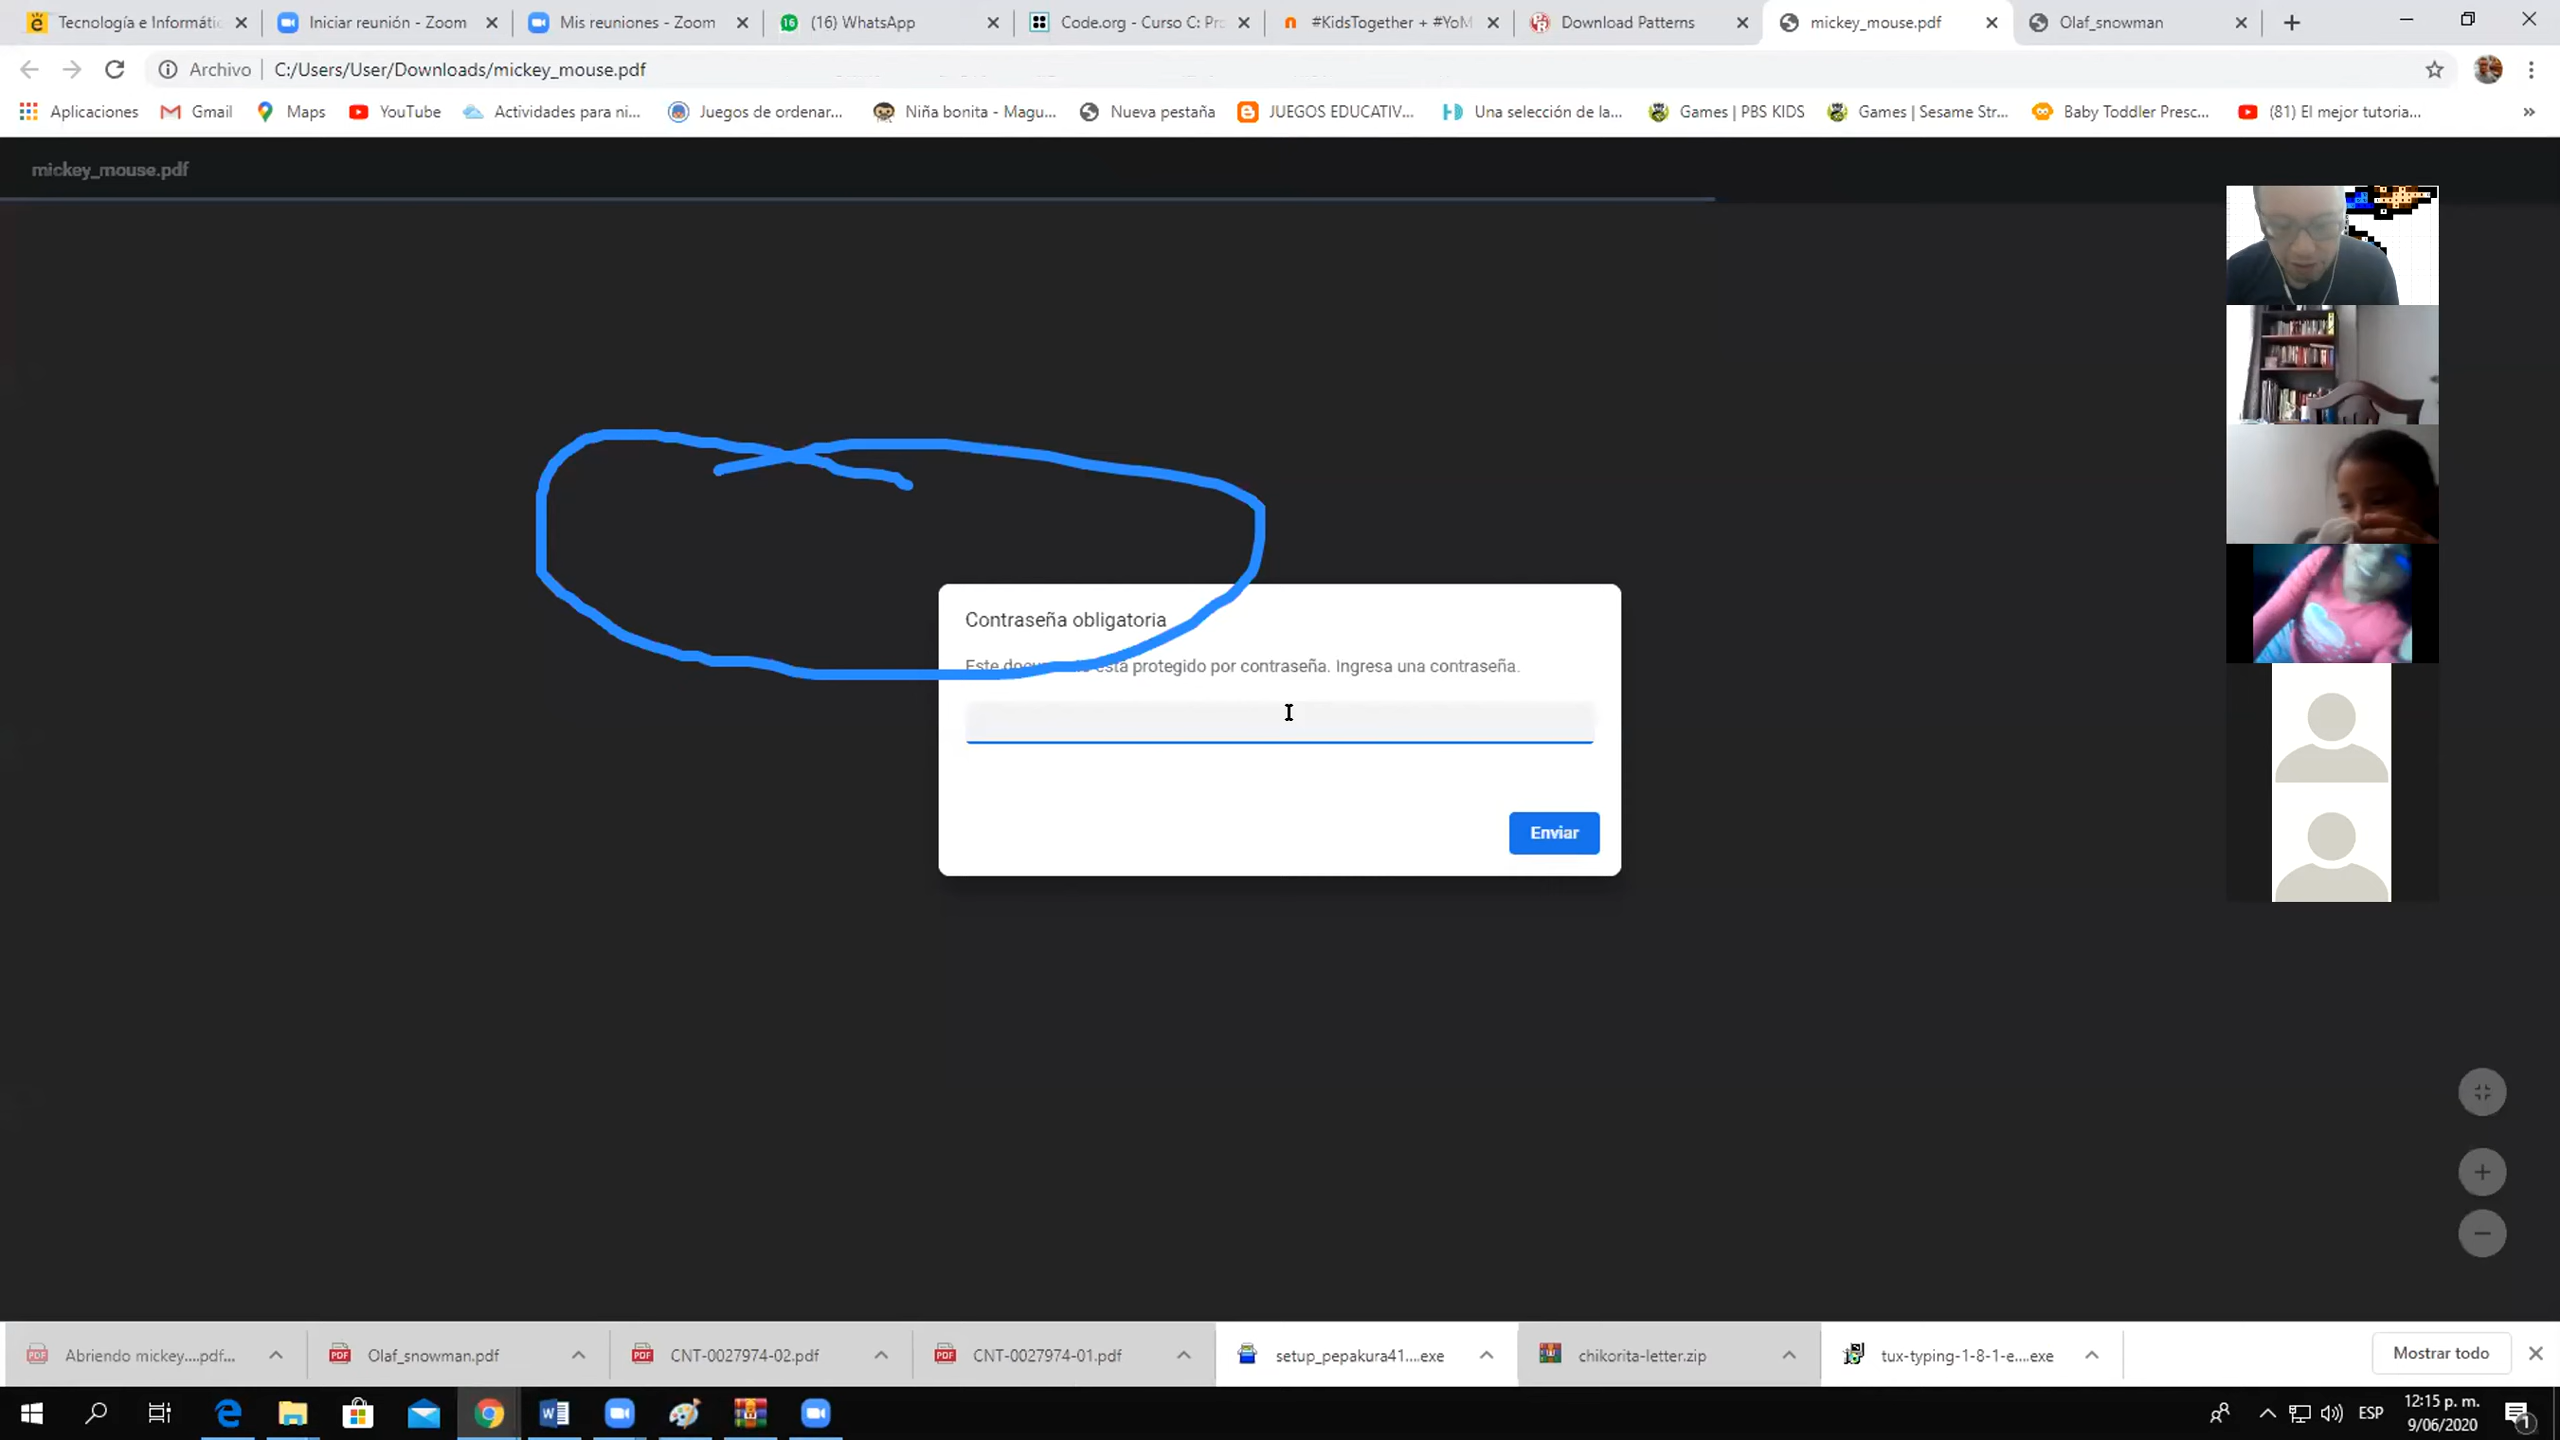 Tecnología e Informátic
Iniciar reunión - Zoom
Mis reuniones - Zoom
16
(16) WhatsApp
Code.org - Curso C: Pro
#KidsTogether + #YoM
Download Patterns
mickey_mouse.pdf
Olaf_snowman
Archivo
C:/Users/User/Downloads/mickey_mouse.pdf
Aplicaciones
Gmail
Maps
YouTube
Actividades para ni...
Juegos de ordenar...
Niña bonita - Magu...
Nueva pestaña
JUEGOS EDUCATIV...
Una selección de la...
Games | PBS KIDS
Games | Sesame Str...
Baby Toddler Presc...
(81) El mejor tutoria...
»
mickey_mouse.pdf
Contraseña obligatoria
Este documento está protegido por contraseña. Ingresa una contraseña.
Enviar
Abriendo mickey....pdf...
Olaf_snowman.pdf
CNT-0027974-02.pdf
CNT-0027974-01.pdf
setup_pepakura41....exe
chikorita-letter.zip
tux-typing-1-8-1-e....exe
Mostrar todo
ESP
12:15 p. m.
9/06/2020
1